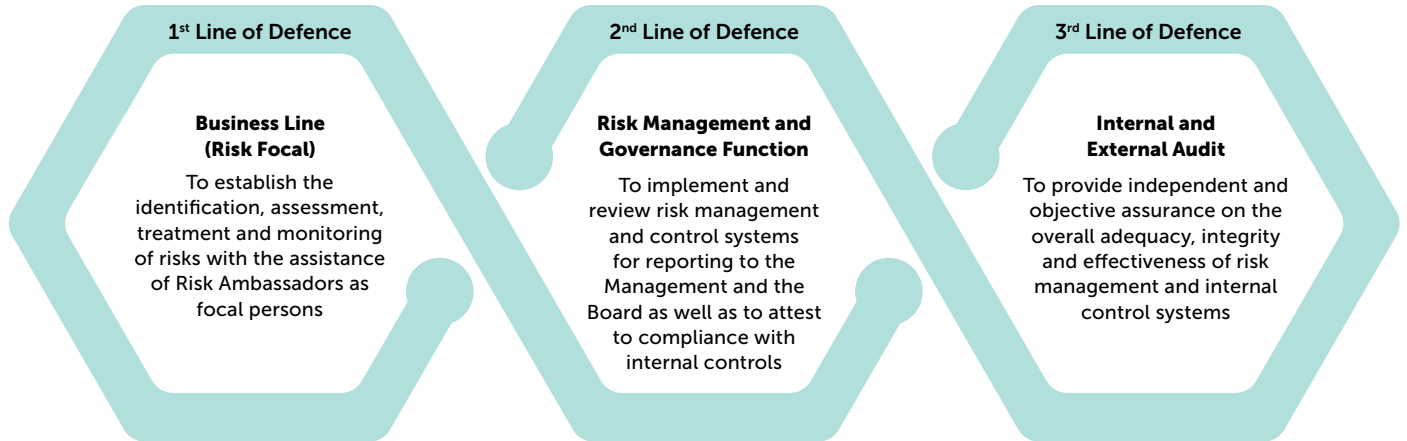 1st Line of Defence
Business Line
(Risk Focal)
To establish the
identification, assessment,
treatment and monitoring
of risks with the assistance
of Risk Ambassadors as
focal persons
2nd Line of Defence
Risk Management and
Governance Function
To implement and
review risk management
and control systems
for reporting to the
Management and the
Board as well as to attest
to compliance with
internal controls
3rd Line of Defence
Internal and
External Audit
To provide independent and
objective assurance on the
overall adequacy, integrity
and effectiveness of risk
management and internal
control systems